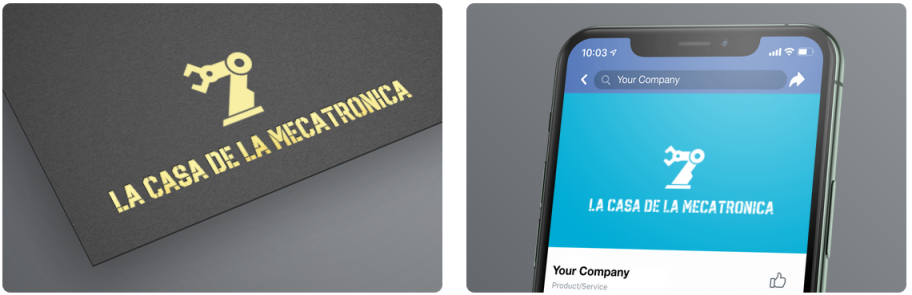 LA CASA DE LA MECATRONICA
10:03
Your Company
LA CASA DE LA MECATRONICA
Your Company
Product/Service